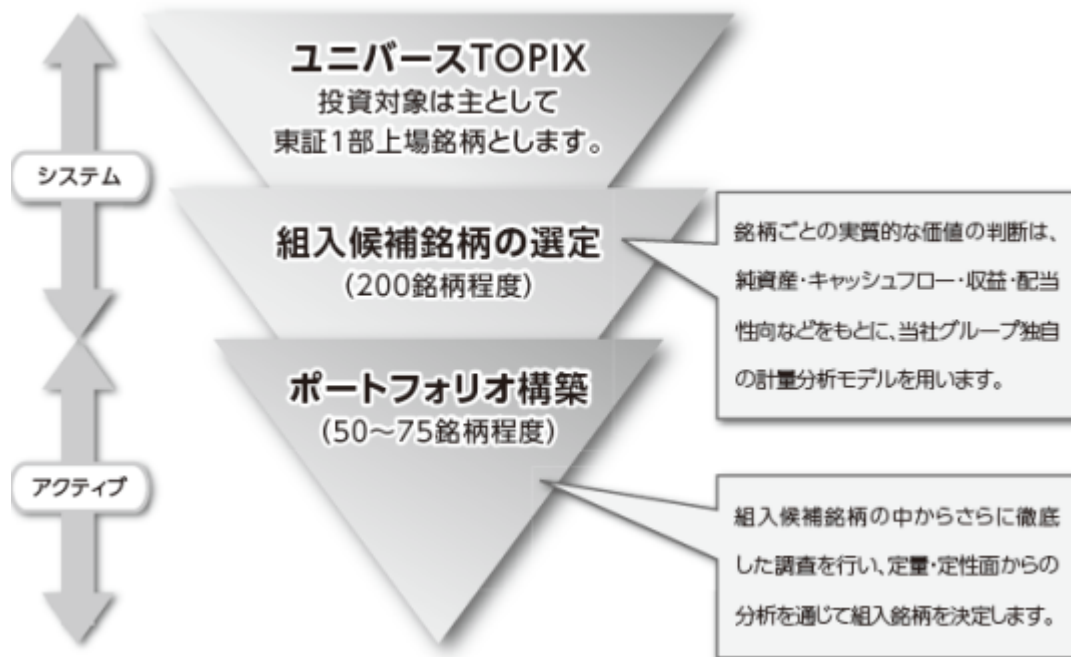 ユニバースTOPIX
投資対象は主として
東証1部上場銘柄とします。
システム
組入候補銘柄の選定
(200銘柄程度)
銘柄ごとの実質的な価値の判断は、
純資産・キャッシュフロー・収益・配当
性向などをもとに、当社グループ独自
の計量分析モデルを用います。
ポートフォリオ構築
(50～75銘柄程度)
アクティブ
組入候補銘柄の中からさらに徹底
した調査を行い、定量・定性面からの
分析を通じて組入銘柄を決定します。